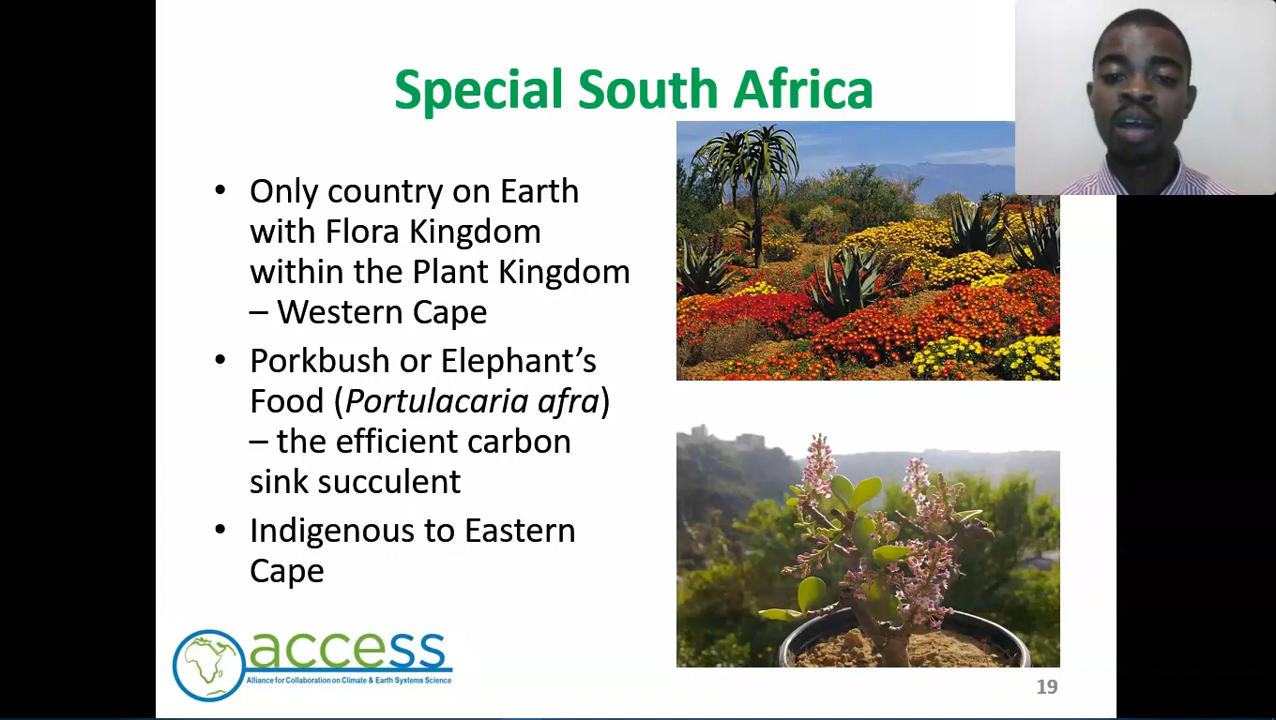 Special South Africa
• Only country on Earth
with Flora Kingdom
within the Plant Kingdom
– Western Cape
• Porkbush or Elephant’s
Food (Portulacaria afra)
– the efficient carbon
sink succulent
• Indigenous to Eastern
Cape
access
Alliance for Collaboration on Climate & Earth Systems Science
19